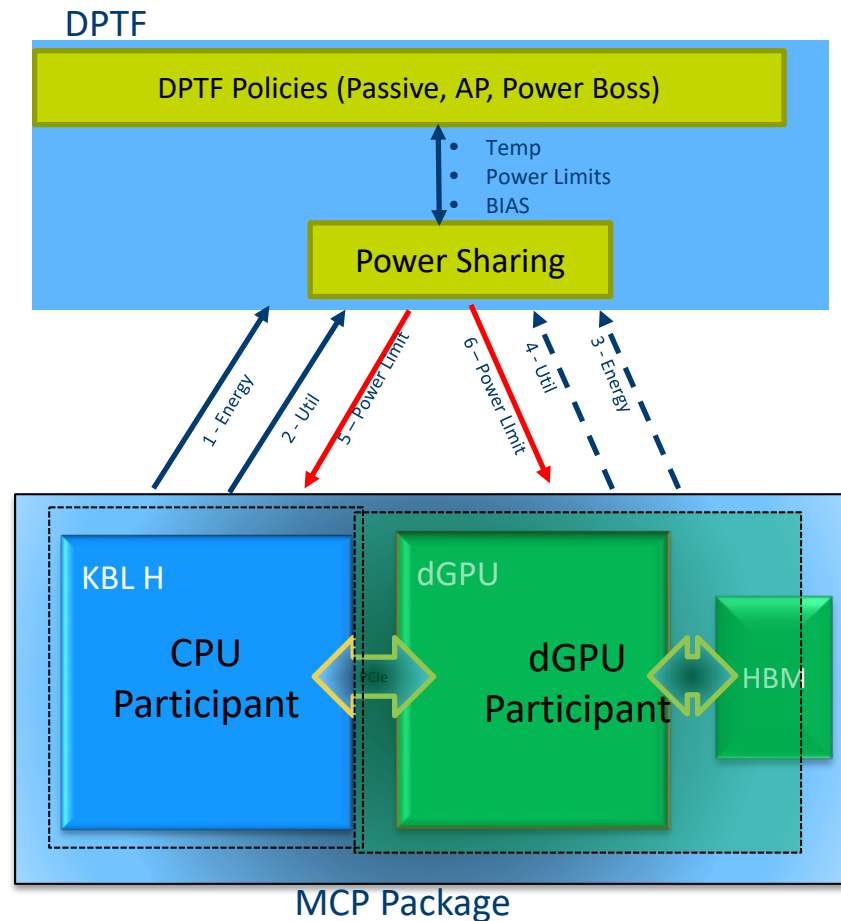 DPTF
DPTF Policies (Passive, AP, Power Boss)
• Temp
• Power Limits
• BIAS
Power Sharing
1 - Energy
2 - Util
5 – Power Limit
6 – Power LImit
4 - Util
3 - Energy
KBL H
dGPU
CPU
Participant
PCIe
dGPU
Participant
HBM
MCP Package